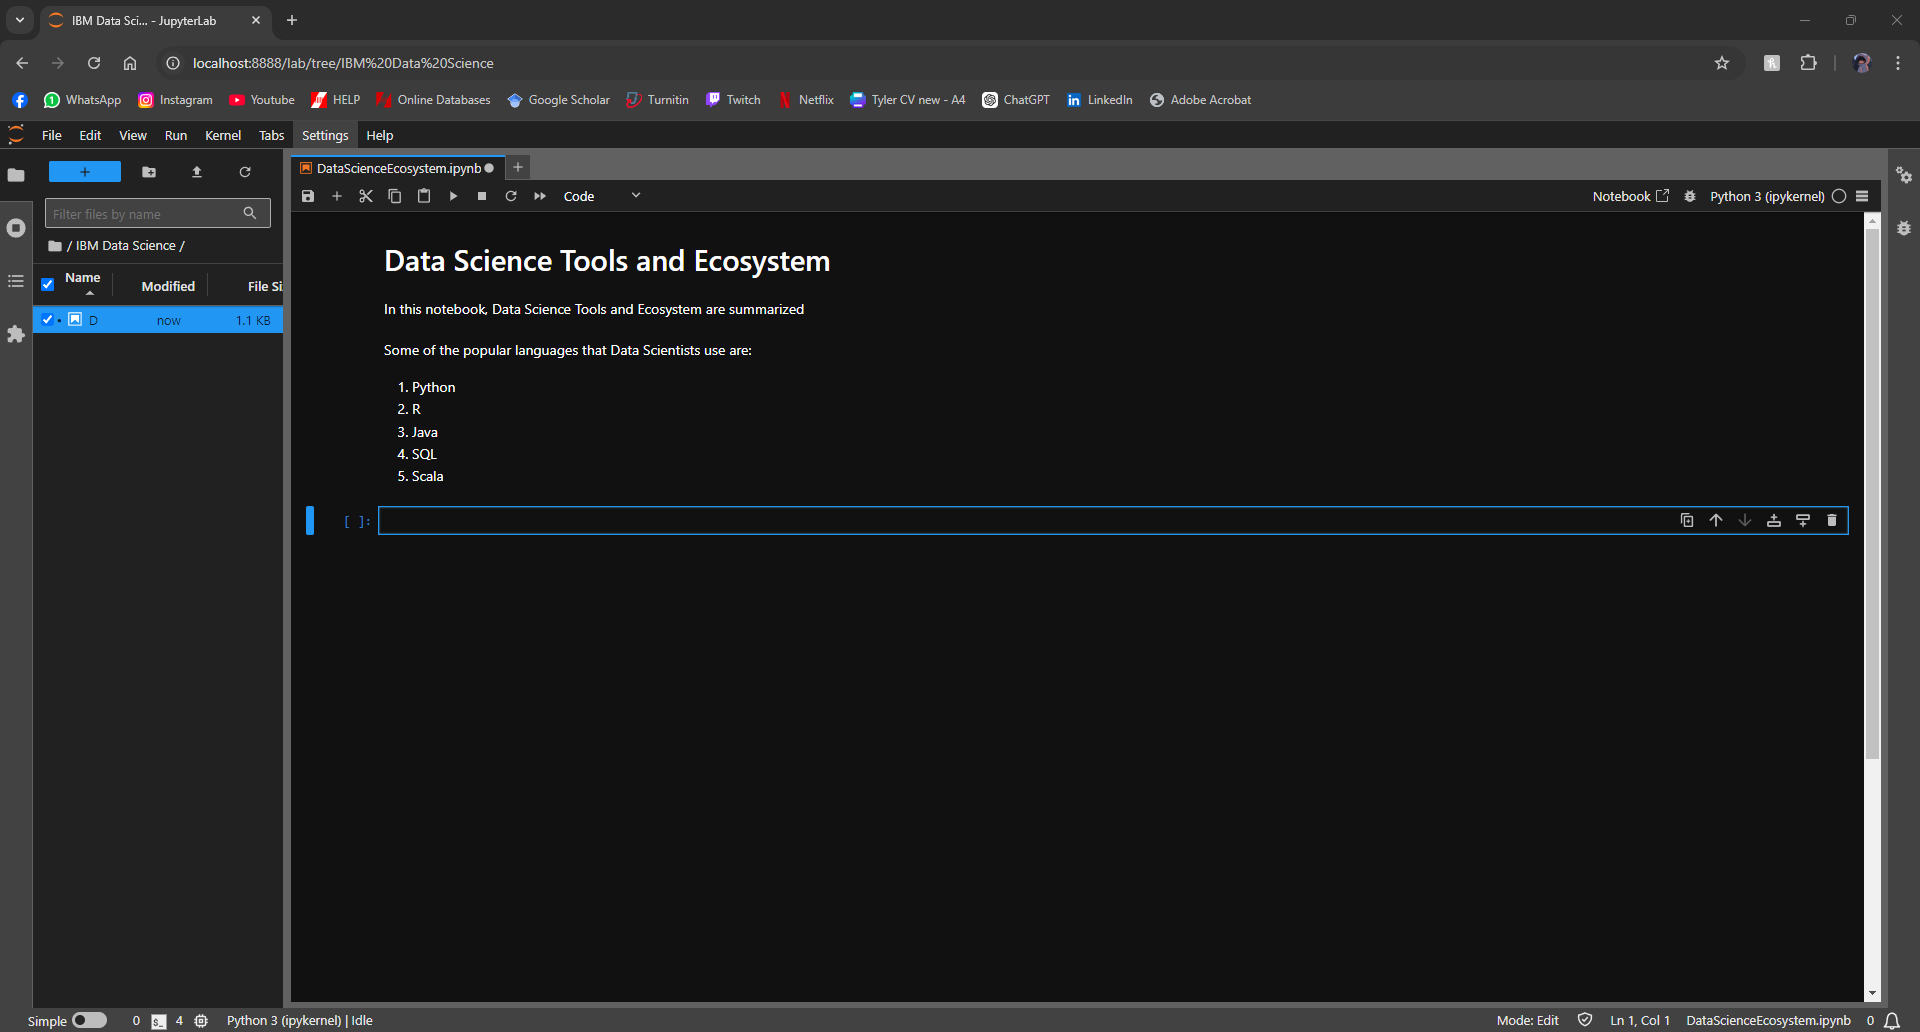 IBM Data Sci... - JupyterLab
localhost:8888/lab/tree/IBM%20Data%20Science
WhatsApp Instagram Youtube HELP Online Databases Google Scholar Turnitin Twitch Netflix Tyler CV new - A4 ChatGPT LinkedIn Adobe Acrobat
File Edit View Run Kernel Tabs Settings Help
DataScienceEcosystem.ipynb
Code
Notebook Python 3 (ipykernel)
Filter files by name
/ IBM Data Science /
Name Modified File Si
D now 1.1 KB
Data Science Tools and Ecosystem
In this notebook, Data Science Tools and Ecosystem are summarized
Some of the popular languages that Data Scientists use are:
1. Python
2. R
3. Java
4. SQL
5. Scala
[ ]:
Simple 0 $_ 4 Python 3 (ipykernel) | Idle
Mode: Edit Ln 1, Col 1 DataScienceEcosystem.ipynb 0